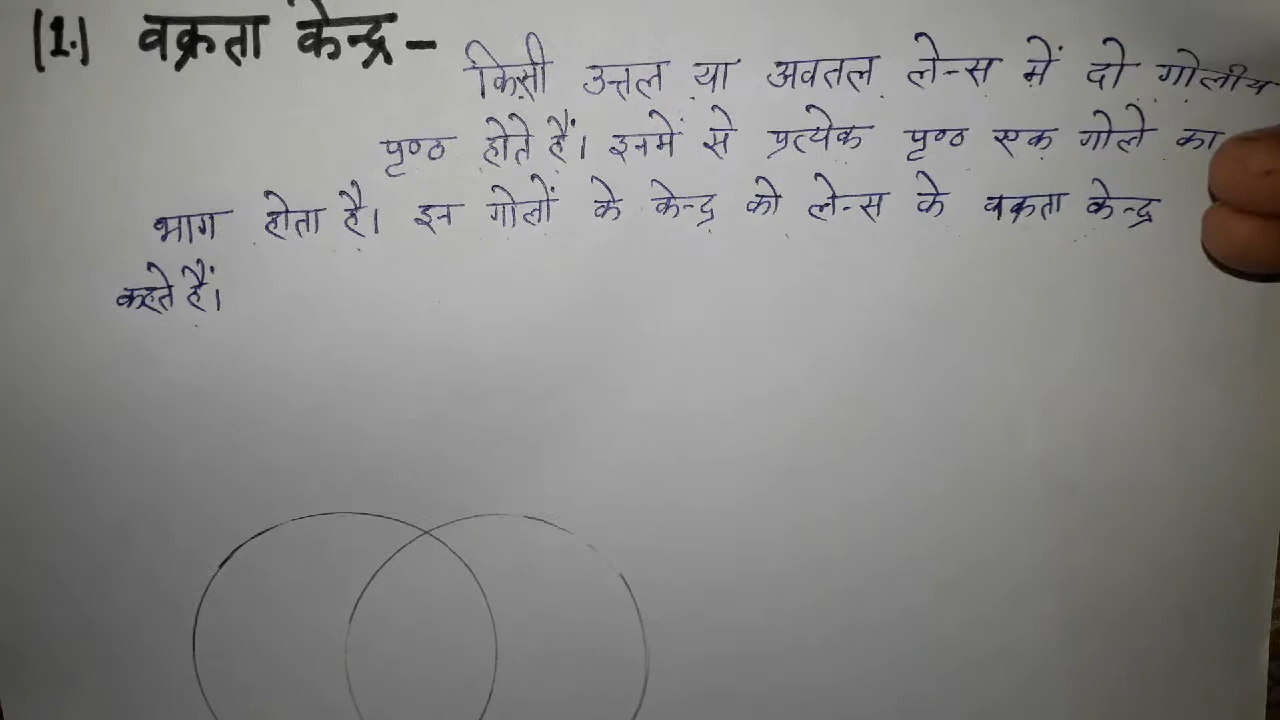 (1.) वक्रता केन्द्र -
किसी उत्तल या अवतल लेन्स में दो गोलीय
पृष्ठ होते हैं। इनमें से प्रत्येक पृष्ठ एक गोले का
भाग होता है। इन गोलों के केन्द्र को लेन्स के वक्रता केन्द्र
कहते हैं।